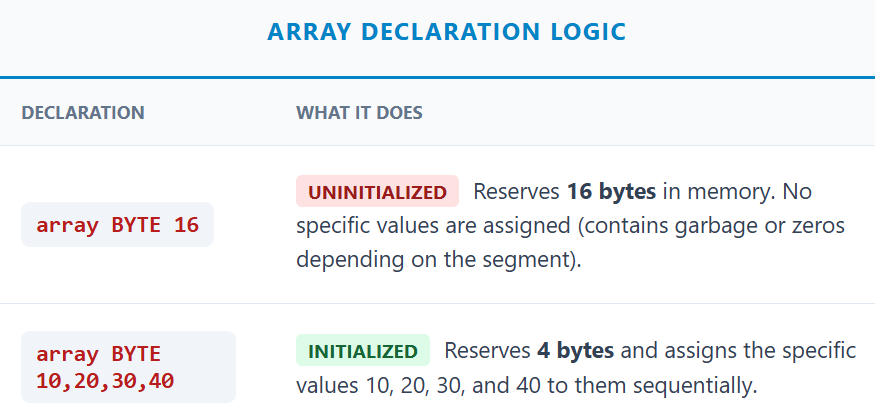 ARRAY DECLARATION LOGIC
DECLARATION WHAT IT DOES
array BYTE 16
UNINITIALIZED Reserves 16 bytes in memory. No
specific values are assigned (contains garbage or zeros
depending on the segment).
array BYTE
10,20,30,40
INITIALIZED Reserves 4 bytes and assigns the specific
values 10, 20, 30, and 40 to them sequentially.